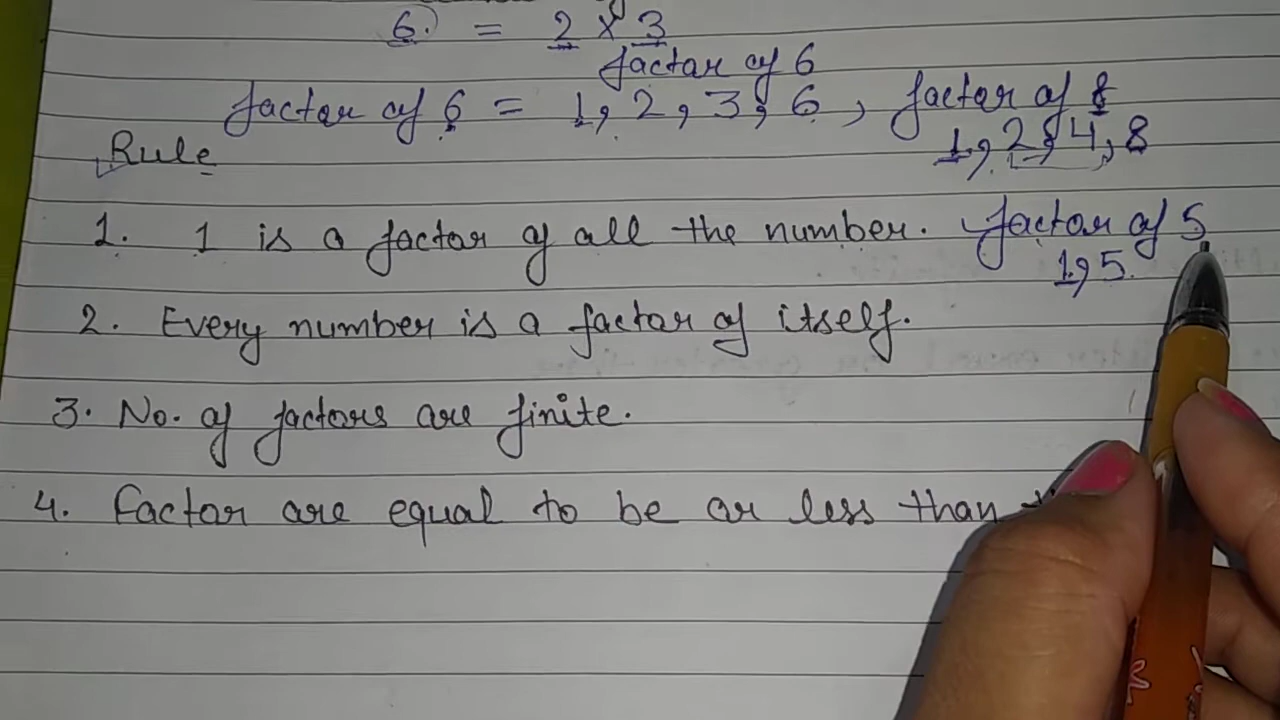 6. = 2 × 3
factor of 6
factor of 6 = 1, 2, 3, 6, factor of 8
1, 2, 4, 8
Rule
1. 1 is a factor of all the number. factor of 5
1, 5.
2. Every number is a factor of itself.
3. No. of factors are finite.
4. Factor are equal to be or less than